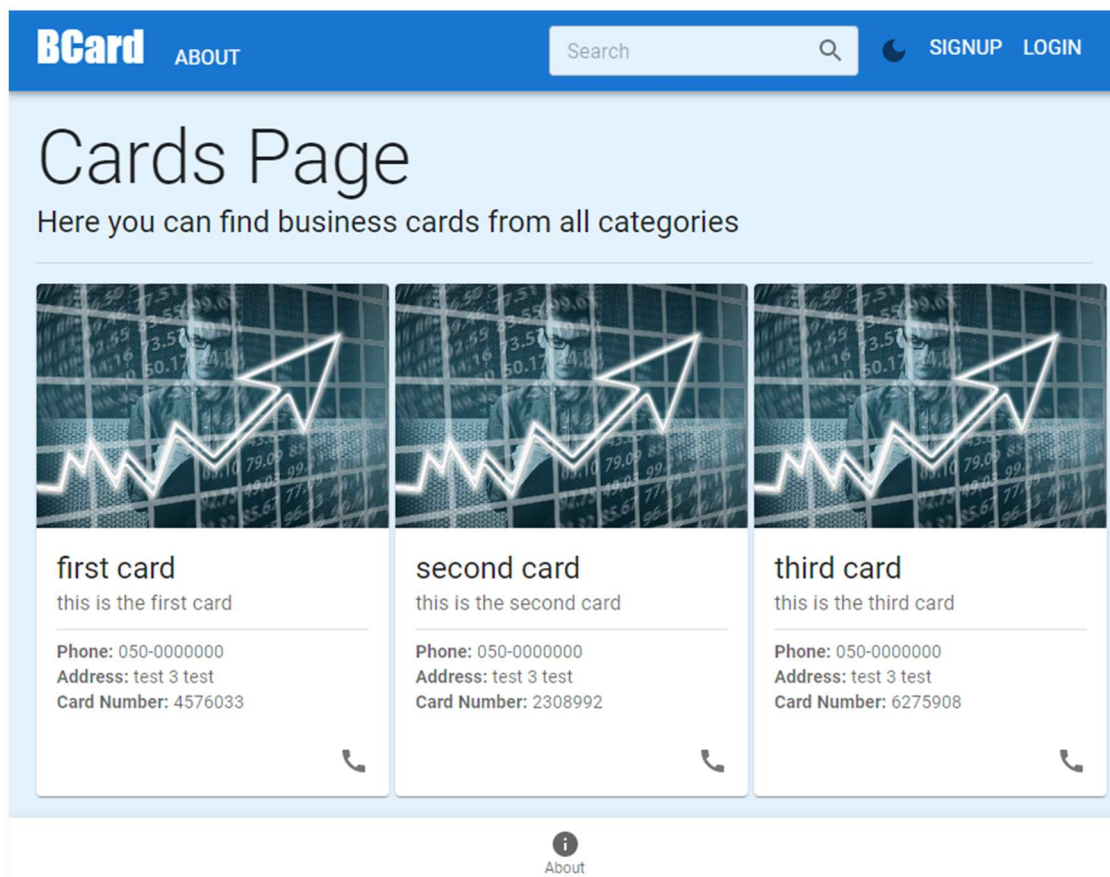 BCard ABOUT Search SIGNUP LOGIN
Cards Page
Here you can find business cards from all categories
first card
this is the first card
Phone: 050-0000000
Address: test 3 test
Card Number: 4576033
second card
this is the second card
Phone: 050-0000000
Address: test 3 test
Card Number: 2308992
third card
this is the third card
Phone: 050-0000000
Address: test 3 test
Card Number: 6275908
About